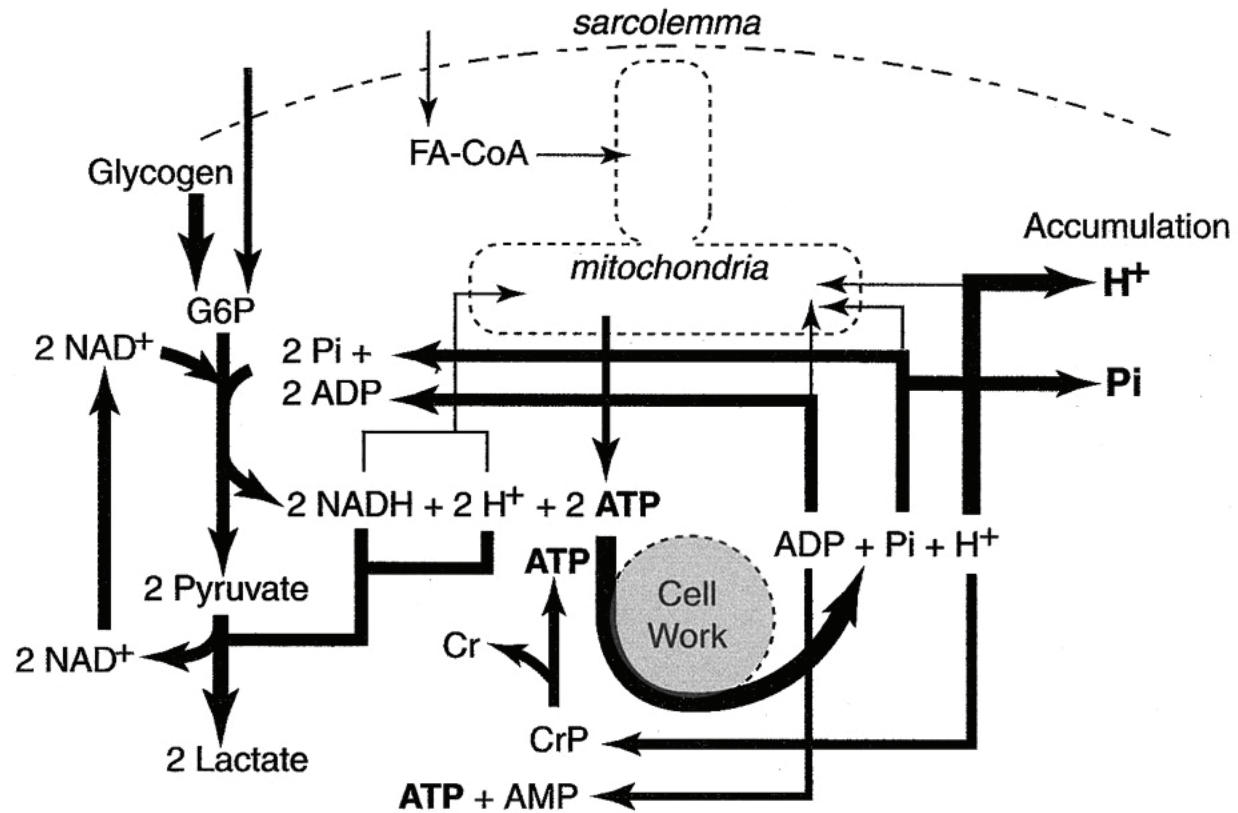 sarcolemma
FA-CoA
Glycogen
Accumulation
mitochondria
H+
G6P
2 NAD+
2 Pi +
2 ADP
Pi
2 NADH + 2 H+ + 2 ATP
ADP + Pi + H+
ATP
Cell
Work
2 Pyruvate
Cr
2 NAD+
CrP
2 Lactate
ATP + AMP